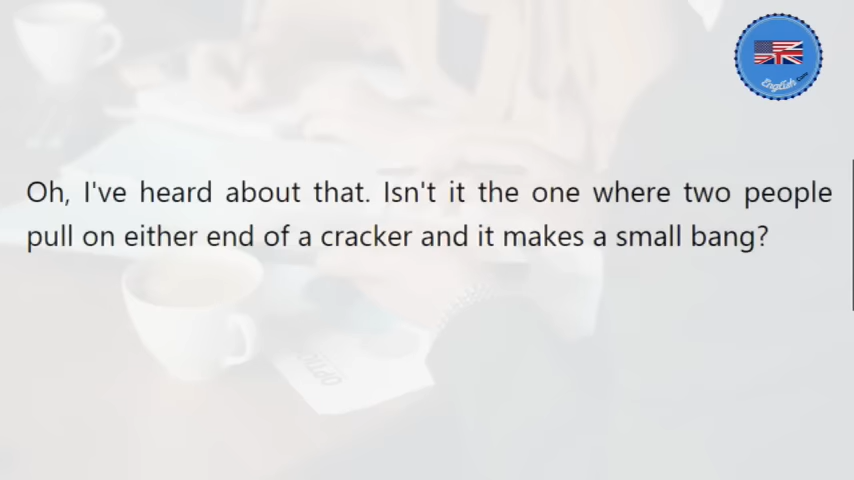 Oh, I've heard about that. Isn't it the one where two people
pull on either end of a cracker and it makes a small bang?
English